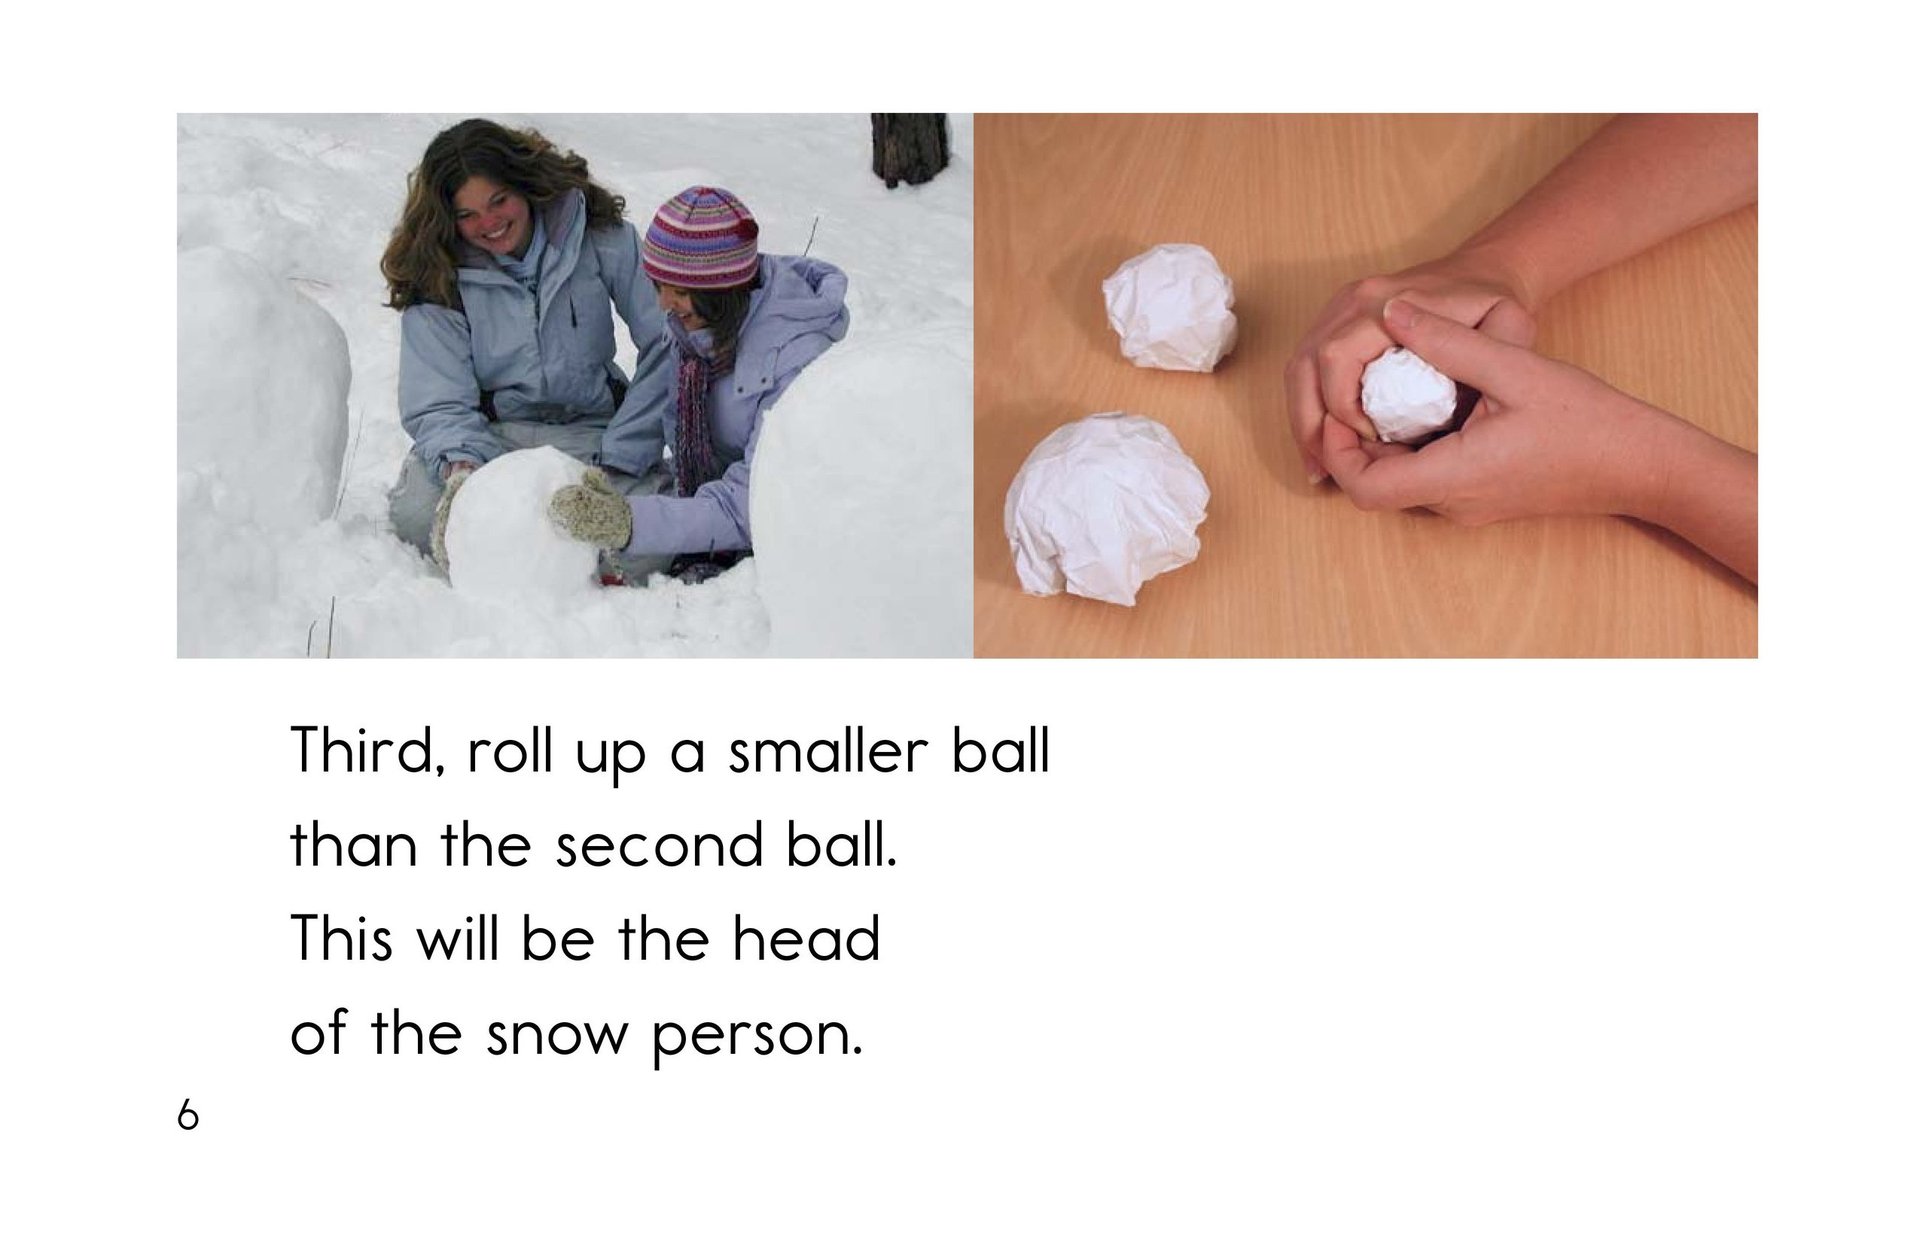 Third, roll up a smaller ball
than the second ball.
This will be the head
of the snow person.
6